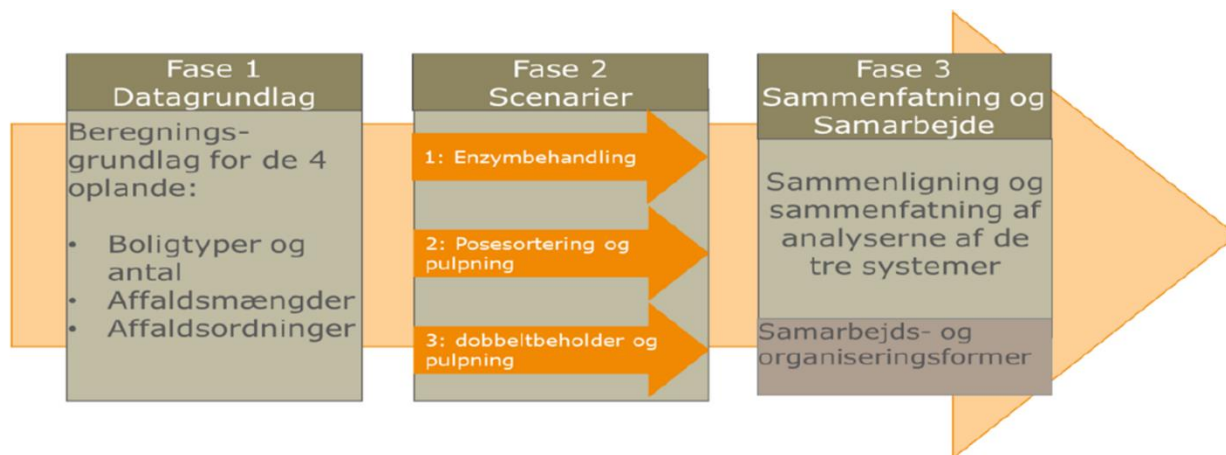 Fase 1
Datagrundlag
Beregnings-
grundlag for de 4
oplande:
• Boligtyper og
antal
• Affaldsmængder
• Affaldsordninger
Fase 2
Scenarier
1: Enzymbehandling
2: Posesortering og
pulpning
3: dobbeltbeholder og
pulpning
Fase 3
Sammenfatning og
Samarbejde
Sammenligning og
sammenfatning af
analyserne af de
tre systemer
Samarbejds- og
organiseringsformer